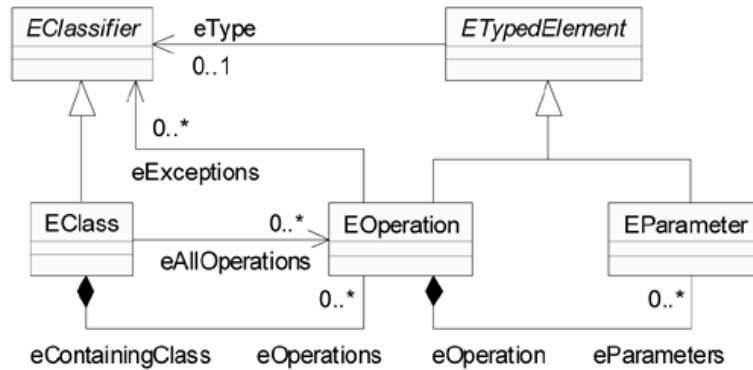 EClassifier
eType
ETypedElement
0..1
0..*
eExceptions
EClass
0..*
EOperation
EParameter
eAllOperations
0..*
0..*
eContainingClass
eOperations
eOperation
eParameters